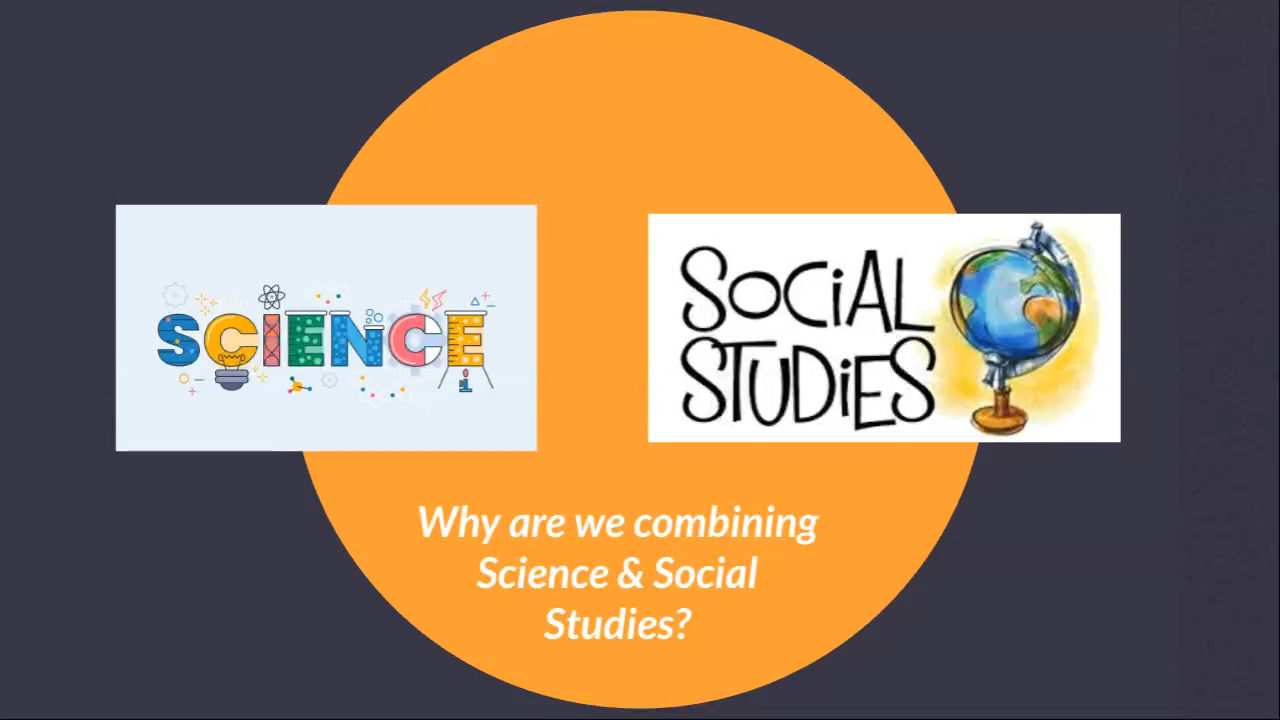 SCIENCE
SOCiAL
STUDiES
Why are we combining
Science & Social
Studies?